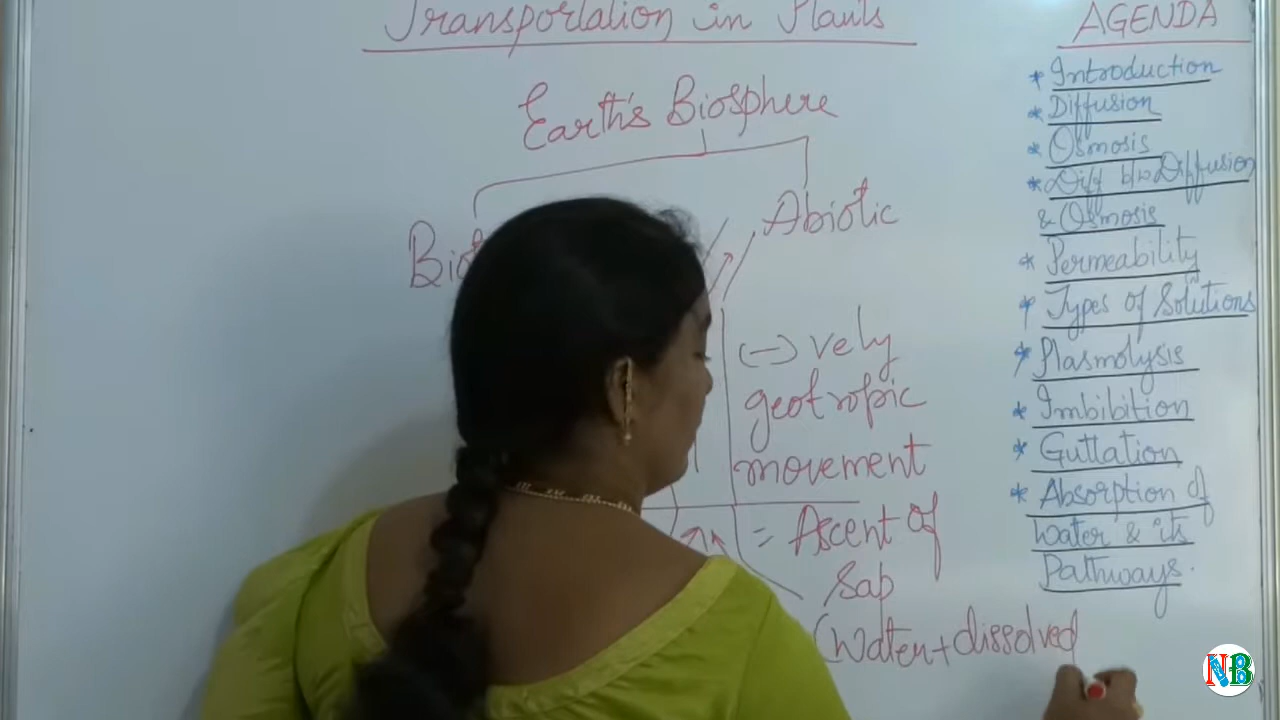 Transportation in Plants
Earth's Biosphere
Abiotic
(-) vely
geotropic
movement
= Ascent of
Sap
(Water + dissolved
AGENDA
* Introduction
* Diffusion
* Osmosis
* Diff b/w Diffusion
& Osmosis
* Permeability
* Types of Solutions
* Plasmolysis
* Imbibition
* Guttation
* Absorption of
Water & its
Pathways.
NB